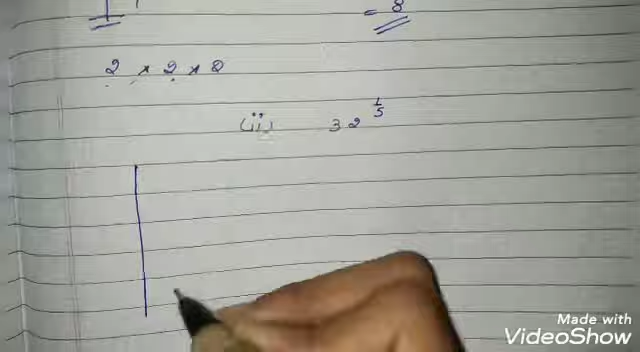 = 8
2 × 2 × 2
(ii) 32^1/5
Made with
VideoShow